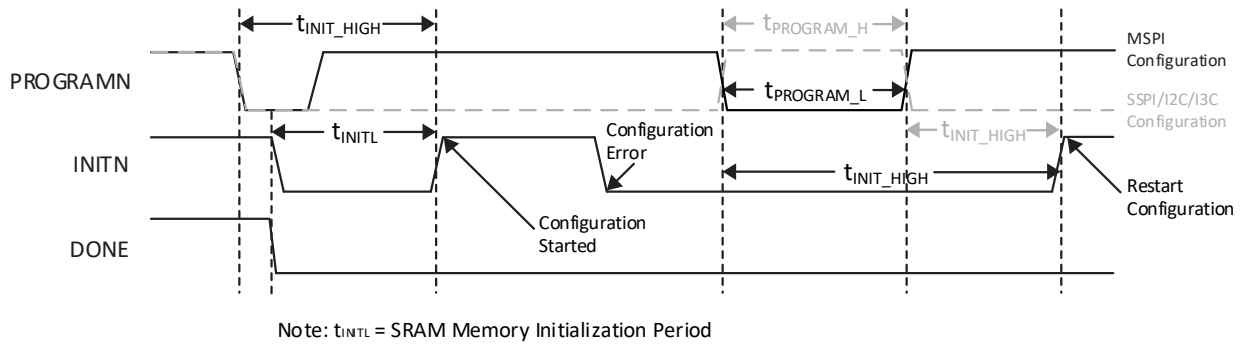 tINIT_HIGH
tPROGRAM_H
MSPI
Configuration
PROGRAMN
tPROGRAM_L
SSPI/I2C/I3C
Configuration
tINITL
Configuration
Error
tINIT_HIGH
INITN
tINIT_HIGH
Restart
Configuration
Configuration
Started
DONE
Note: tINITL = SRAM Memory Initialization Period